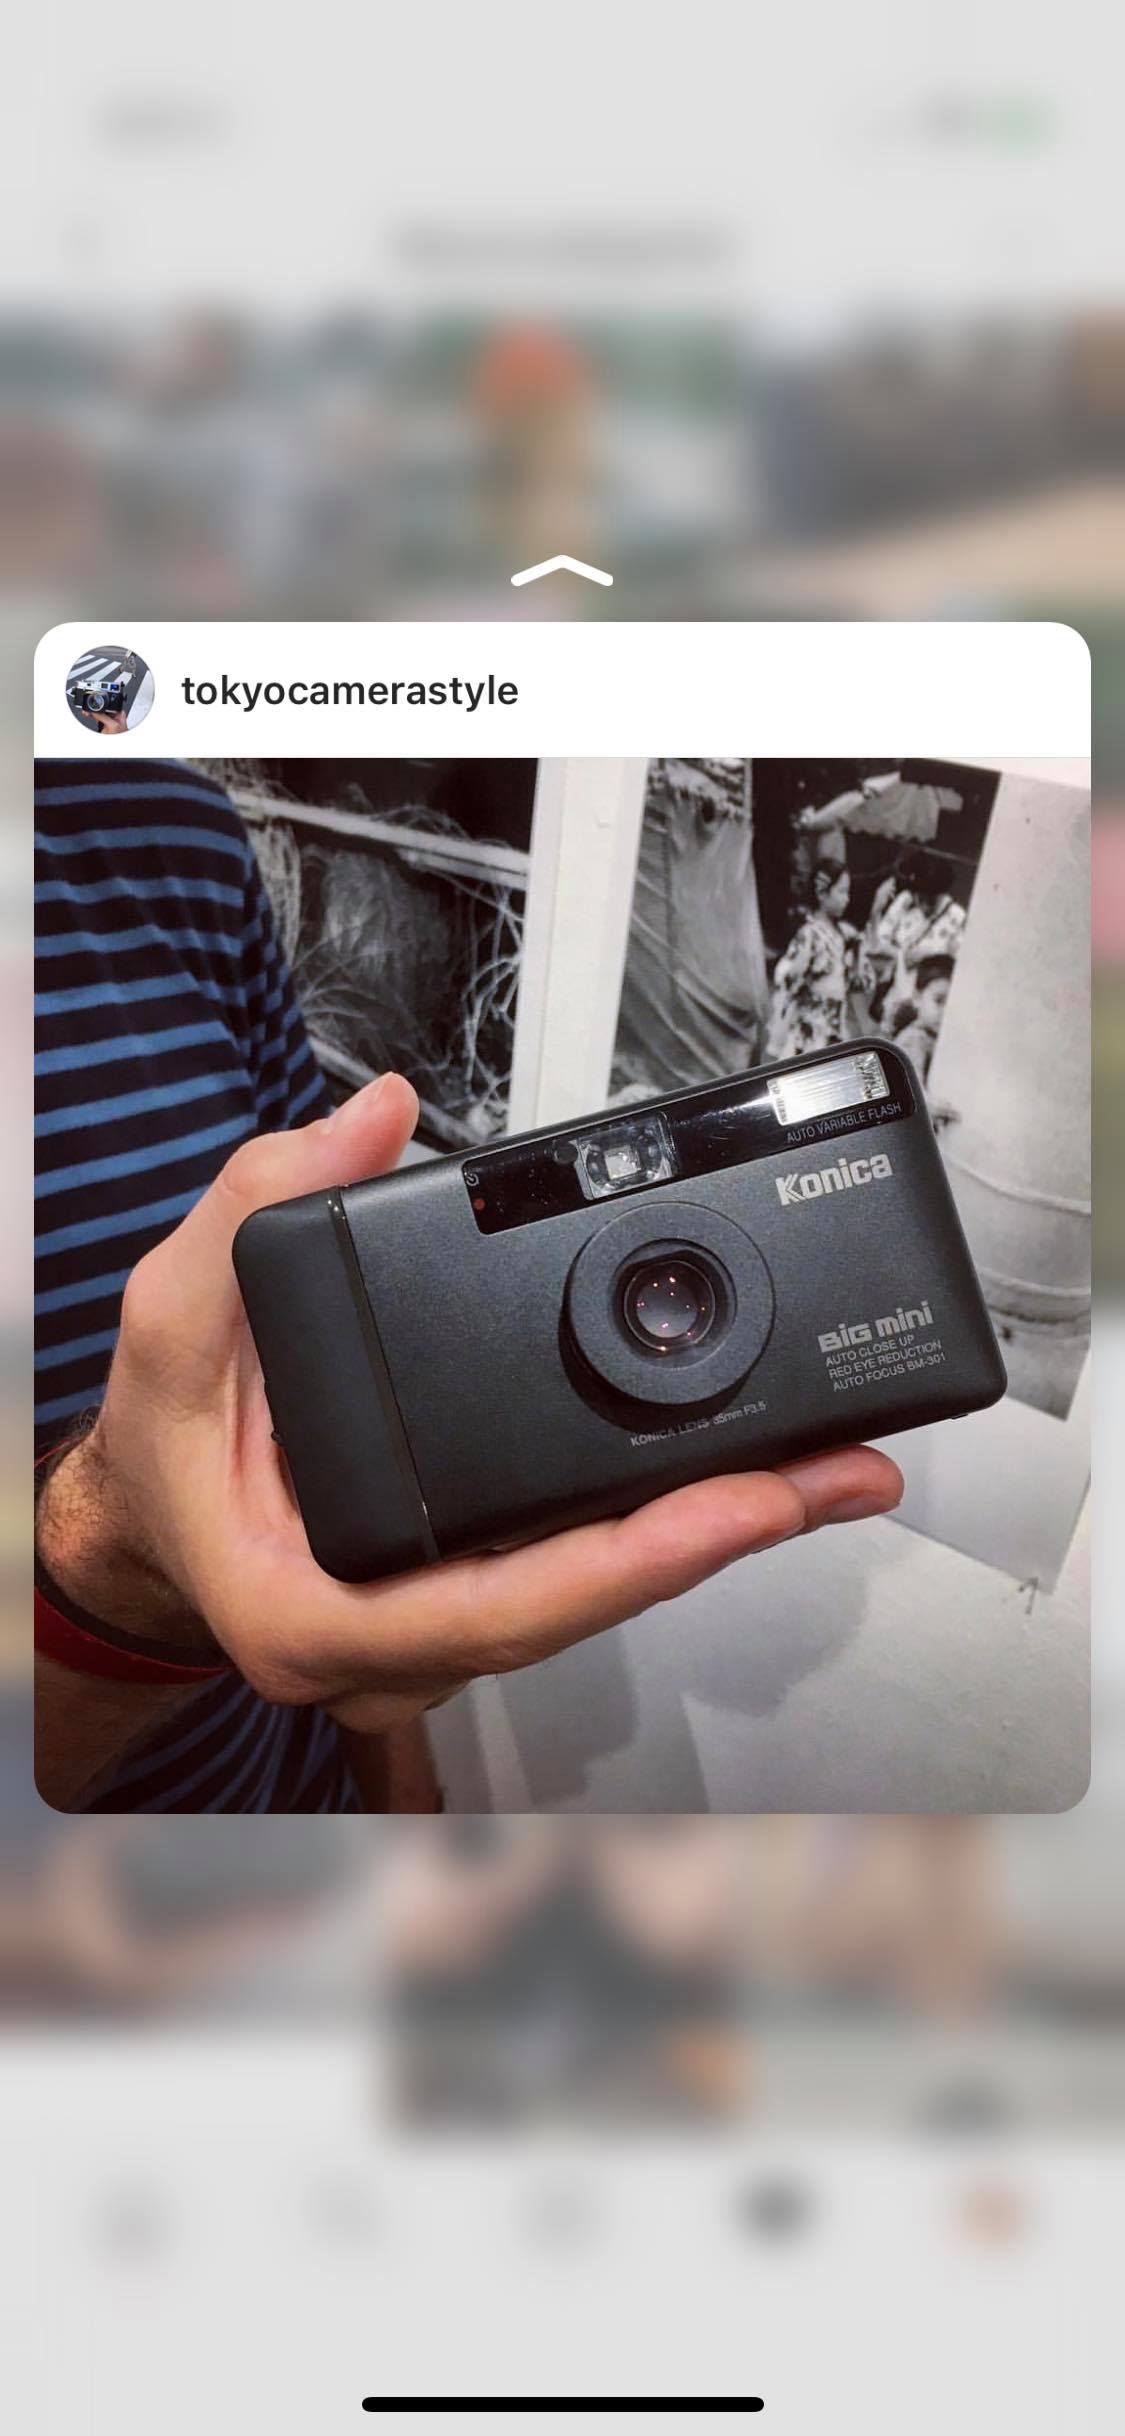 tokyocamerastyle
AUTO VARIABLE FLASH
Konica
BiG mini
AUTO CLOSE UP
RED EYE REDUCTION
AUTO FOCUS BM-301
KONICA LENS 35mm F3.5